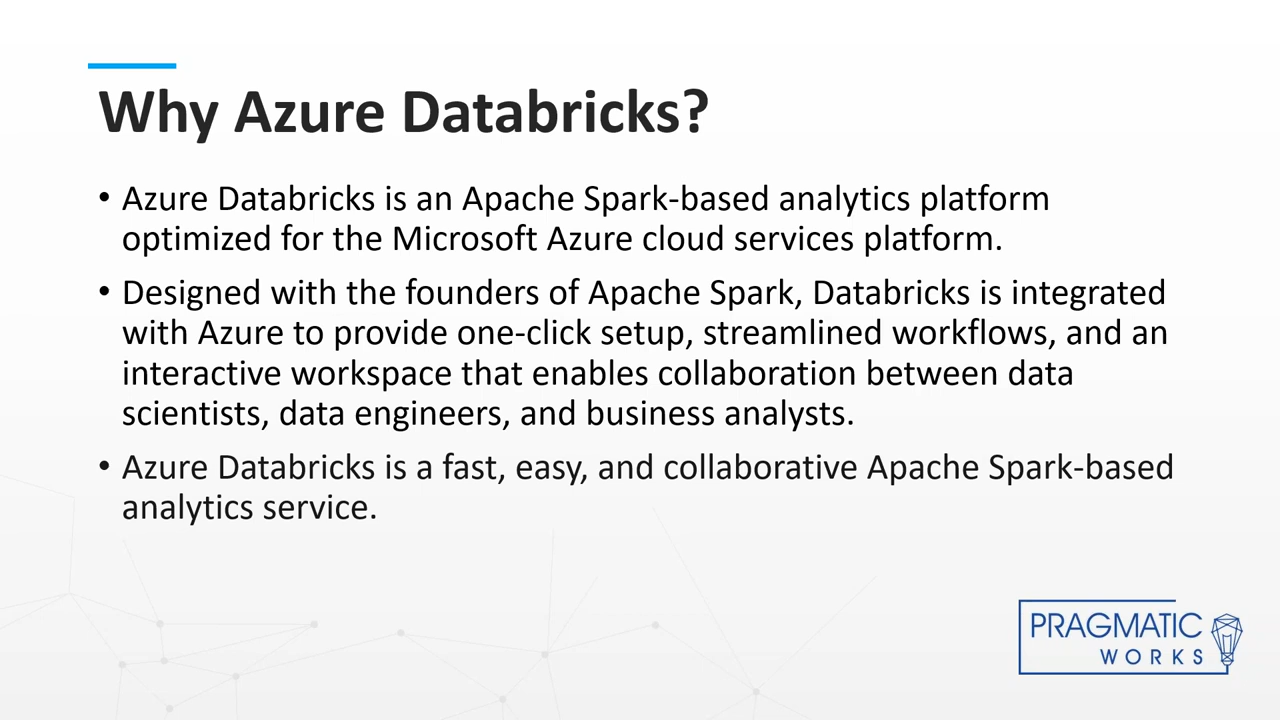 Why Azure Databricks?
• Azure Databricks is an Apache Spark-based analytics platform
optimized for the Microsoft Azure cloud services platform.
• Designed with the founders of Apache Spark, Databricks is integrated
with Azure to provide one-click setup, streamlined workflows, and an
interactive workspace that enables collaboration between data
scientists, data engineers, and business analysts.
• Azure Databricks is a fast, easy, and collaborative Apache Spark-based
analytics service.
PRAGMATIC
WORKS